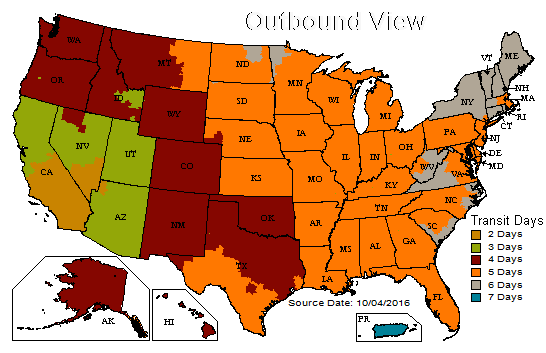 Outbound View
WA
OR
MT
ID
WY
NV
UT
CA
AZ
CO
NM
ND
SD
NE
KS
OK
TX
MN
IA
MO
AR
LA
WI
IL
MI
IN
OH
KY
TN
MS
AL
GA
FL
SC
NC
VA
WV
PA
NY
VT
ME
NH
MA
RI
CT
NJ
DE
MD
AK
HI
PR
Transit Days
2 Days
3 Days
4 Days
5 Days
6 Days
7 Days
Source Date: 10/04/2016